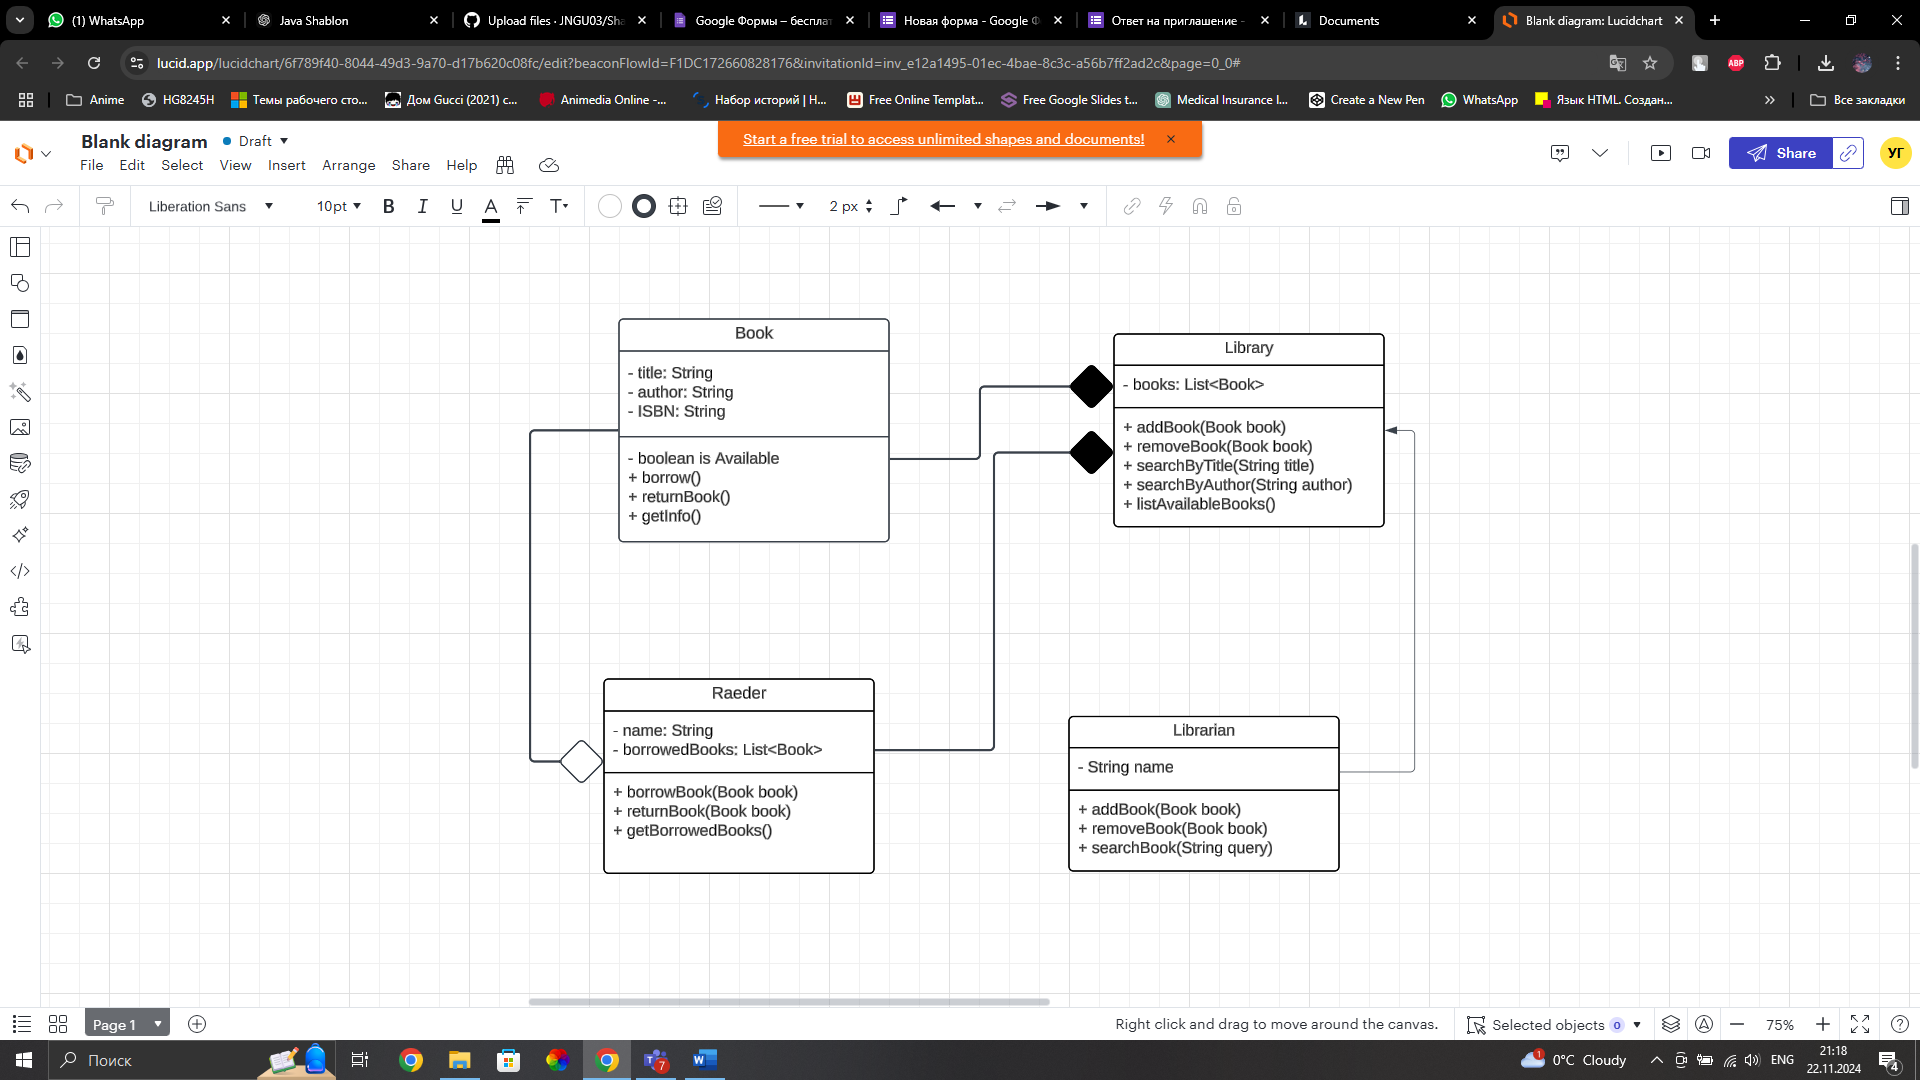 (1) WhatsApp
Java Shablon
Upload files · JNGU03/Sha
Google Формы – бесплат
Новая форма - Google Ф
Ответ на приглашение -
Documents
Blank diagram: Lucidchart
lucid.app/lucidchart/6f789f40-8044-49d3-9a70-d17b620c08fc/edit?beaconFlowId=F1DC172660828176&invitationId=inv_e12a1495-01ec-4bae-8c3c-a56b7ff2ad2c&page=0_0#
ABP
Anime
HG8245H
Темы рабочего сто...
Дом Gucci (2021) с...
Animedia Online -...
Набор историй | Н...
Free Online Templat...
Free Google Slides t...
Medical Insurance I...
Create a New Pen
WhatsApp
Язык HTML. Создан...
Все закладки
Blank diagram
Draft
Start a free trial to access unlimited shapes and documents!
File Edit Select View Insert Arrange Share Help
Share
УГ
Liberation Sans
10pt
B I U A T
2 px
Book
- title: String
- author: String
- ISBN: String
- boolean is Available
+ borrow()
+ returnBook()
+ getInfo()
Library
- books: List<Book>
+ addBook(Book book)
+ removeBook(Book book)
+ searchByTitle(String title)
+ searchByAuthor(String author)
+ listAvailableBooks()
Raeder
- name: String
- borrowedBooks: List<Book>
+ borrowBook(Book book)
+ returnBook(Book book)
+ getBorrowedBooks()
Librarian
- String name
+ addBook(Book book)
+ removeBook(Book book)
+ searchBook(String query)
Page 1
Right click and drag to move around the canvas.
Selected objects 0
75%
Поиск
7
1
0°C Cloudy
ENG
21:18
22.11.2024
4